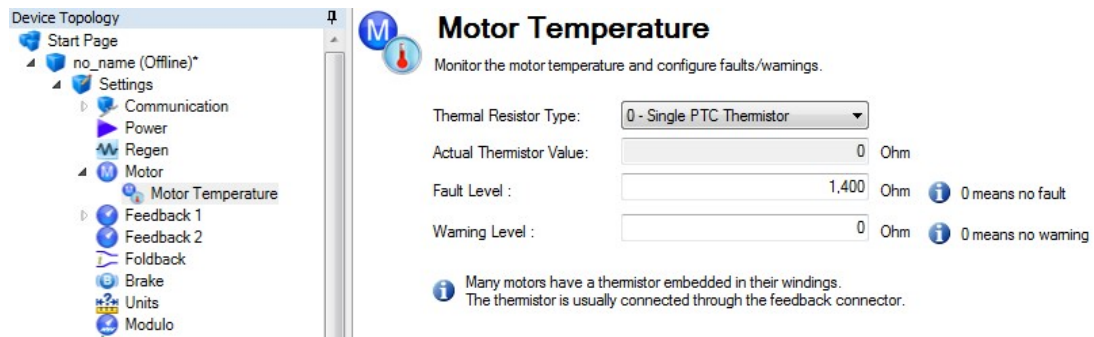 Device Topology
Start Page
no_name (Offline)*
Settings
Communication
Power
Regen
Motor
Motor Temperature
Feedback 1
Feedback 2
Foldback
Brake
Units
Modulo
M
Motor Temperature
Monitor the motor temperature and configure faults/warnings.
Thermal Resistor Type: 0 - Single PTC Thermistor
Actual Thermistor Value: 0 Ohm
Fault Level : 1,400 Ohm 0 means no fault
Warning Level : 0 Ohm 0 means no warning
Many motors have a thermistor embedded in their windings.
The thermistor is usually connected through the feedback connector.